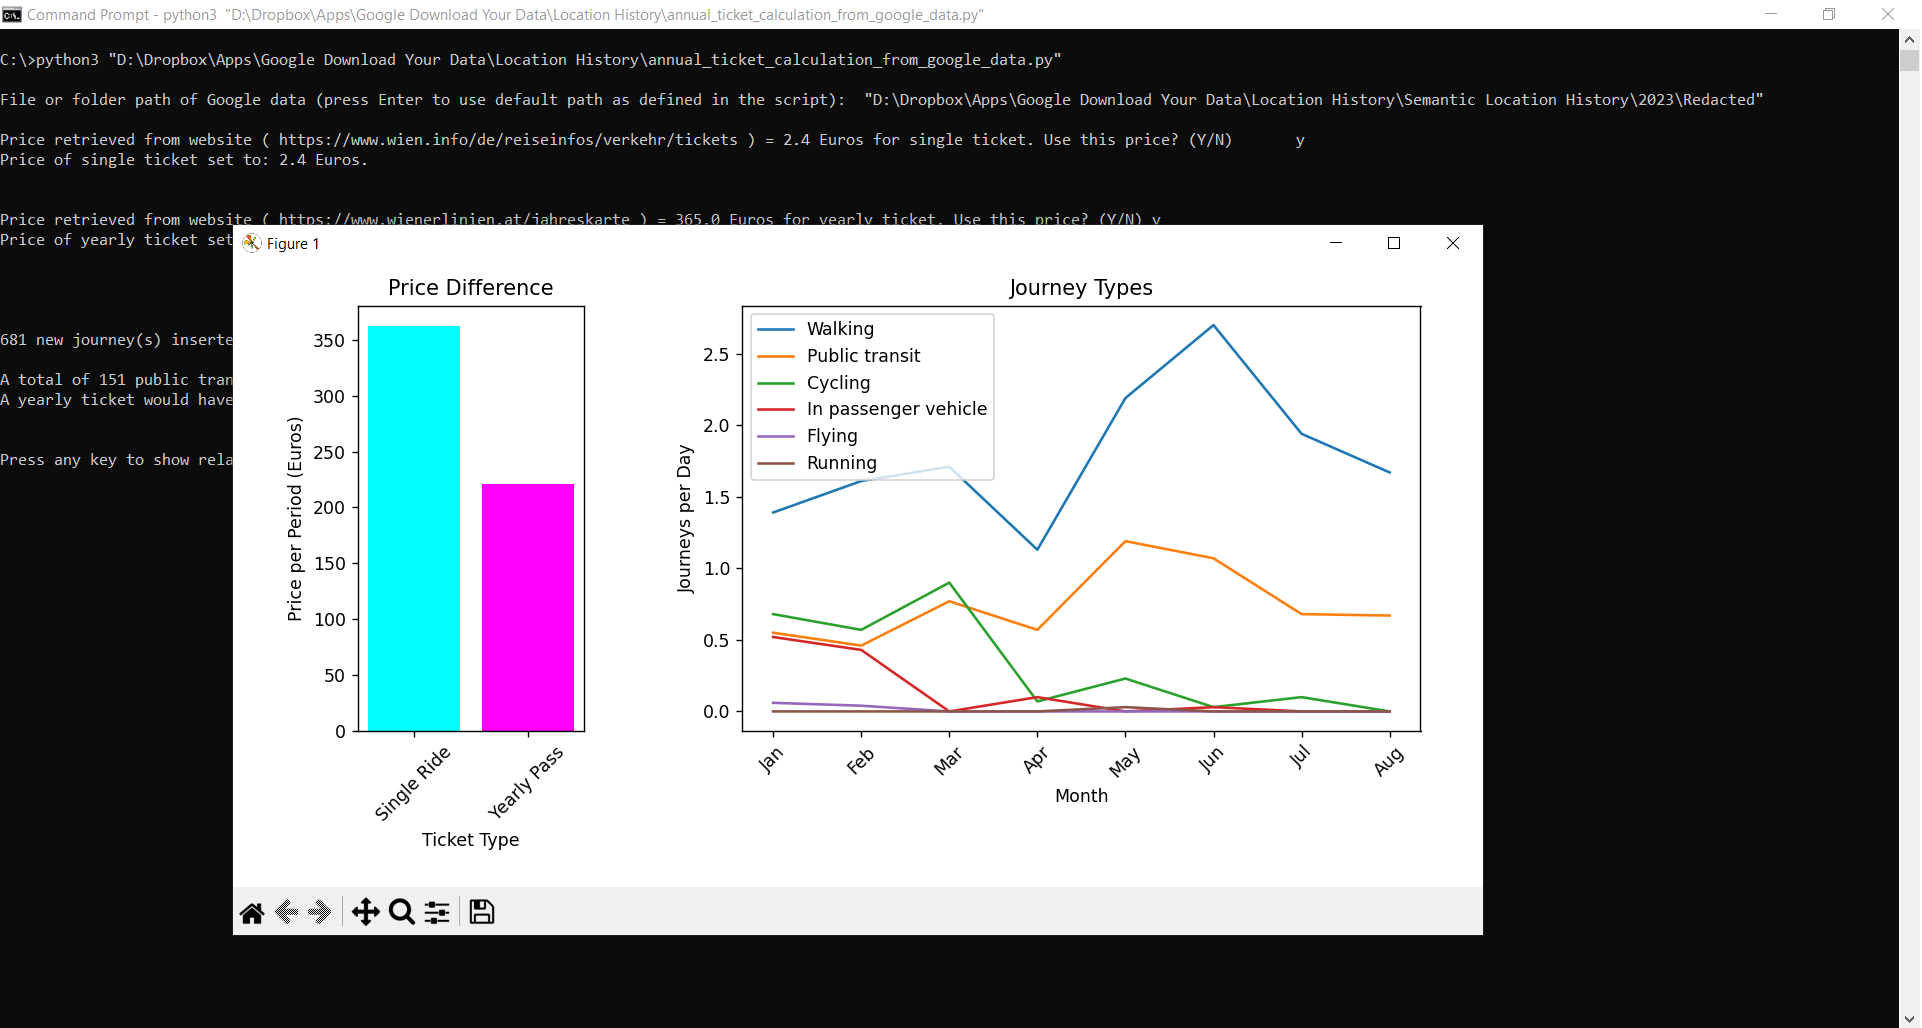 Command Prompt - python3  "D:\Dropbox\Apps\Google Download Your Data\Location History\annual_ticket_calculation_from_google_data.py"
C:\>python3 "D:\Dropbox\Apps\Google Download Your Data\Location History\annual_ticket_calculation_from_google_data.py"
File or folder path of Google data (press Enter to use default path as defined in the script):  "D:\Dropbox\Apps\Google Download Your Data\Location History\Semantic Location History\2023\Redacted"
Price retrieved from website ( https://www.wien.info/de/reiseinfos/verkehr/tickets ) = 2.4 Euros for single ticket. Use this price? (Y/N)       y
Price of single ticket set to: 2.4 Euros.
Price retrieved from website ( https://www.wienerlinien.at/jahreskarte ) = 365.0 Euros for yearly ticket. Use this price? (Y/N) y
Price of yearly ticket set
681 new journey(s) inserte
A total of 151 public tran
A yearly ticket would have
Press any key to show rela
Figure 1
Price Difference
350
300
250
200
150
100
50
0
Price per Period (Euros)
Single Ride
Yearly Pass
Ticket Type
Journey Types
Walking
Public transit
Cycling
In passenger vehicle
Flying
Running
2.5
2.0
1.5
1.0
0.5
0.0
Journeys per Day
Jan
Feb
Mar
Apr
May
Jun
Jul
Aug
Month